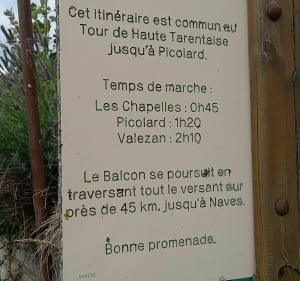 Cet itinéraire est commun au
Tour de Haute Tarentaise
jusqu'à Picolard.
Temps de marche :
Les Chapelles : 0h45
Picolard : 1h20
Valezan : 2h10
Le Balcon se poursuit en
traversant tout le versant sur
près de 45 km. jusqu'à Naves.
Bonne promenade.